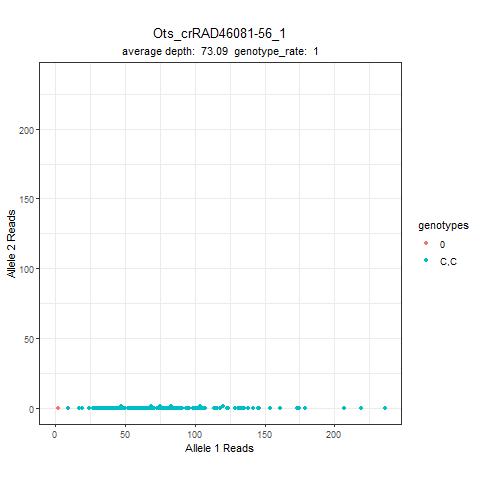 Ots_crRAD46081-56_1
average depth:  73.09  genotype_rate:  1
Allele 2 Reads
200
150
100
50
0
0 50 100 150 200
Allele 1 Reads
genotypes
0
C,C